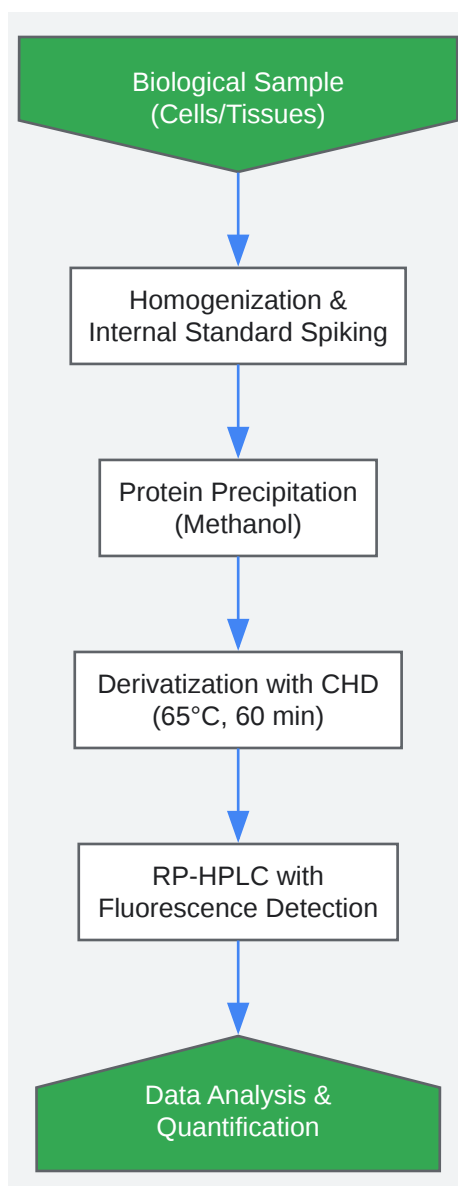 Biological Sample
(Cells/Tissues)
Homogenization &
Internal Standard Spiking
Protein Precipitation
(Methanol)
Derivatization with CHD
(65°C, 60 min)
RP-HPLC with
Fluorescence Detection
Data Analysis &
Quantification